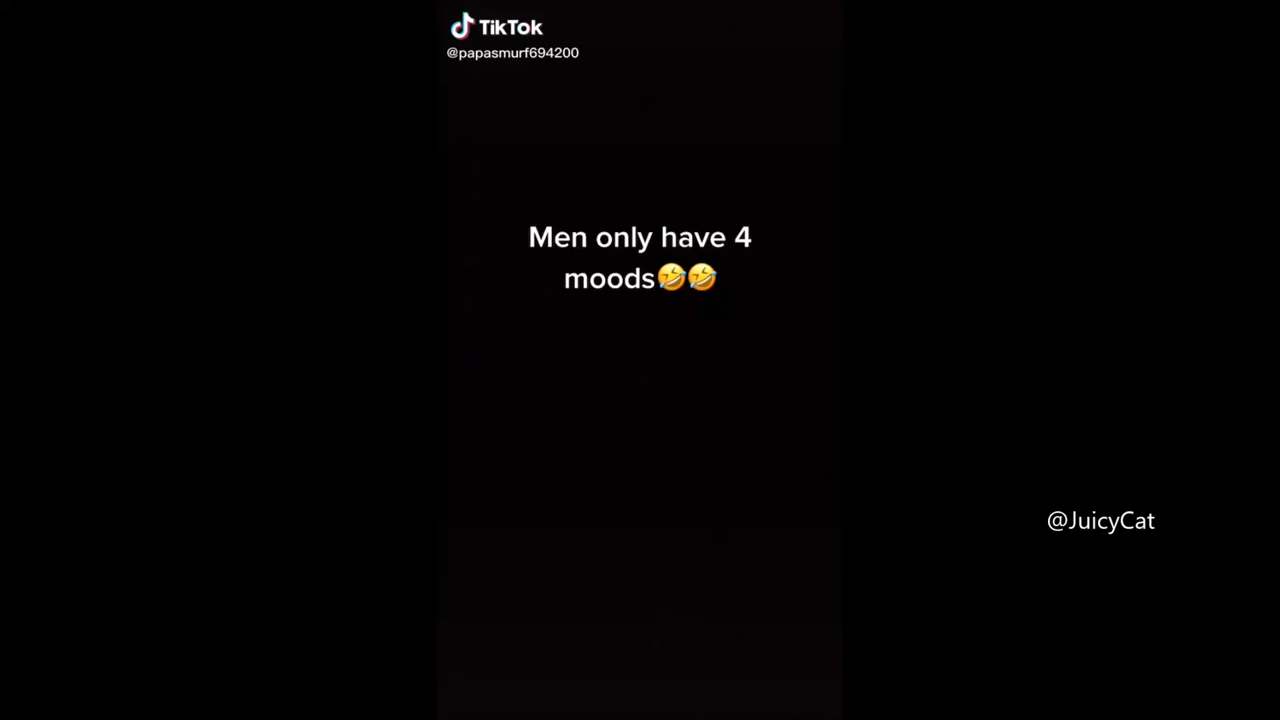 TikTok
@papasmurf694200
Men only have 4
moods🤣🤣
@JuicyCat